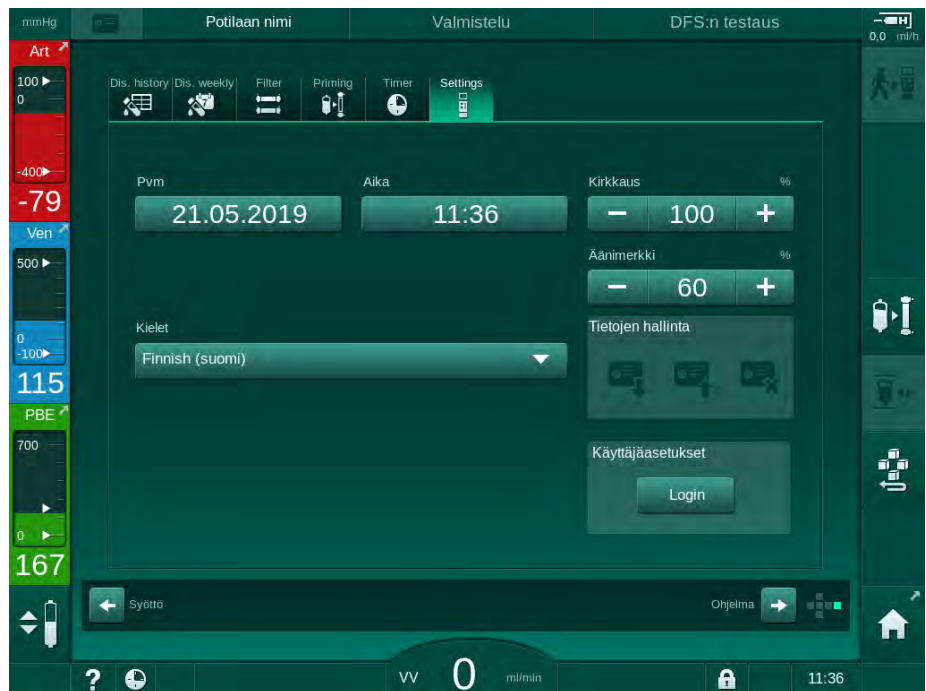 mmHg
Potilaan nimi
Valmistelu
DFS:n testaus
0,0 ml/h
Art
100
0
-400
-79
Ven
500
0
-100
115
PBE
700
0
167
Dis. history
Dis. weekly
Filter
Priming
Timer
Settings
7
Pvm
Aika
Kirkkaus %
21.05.2019
11:36
− 100 +
Äänimerkki %
− 60 +
Kielet
Finnish (suomi)
Tietojen hallinta
Käyttäjäasetukset
Login
Syöttö
Ohjelma
? VV 0 ml/min 11:36